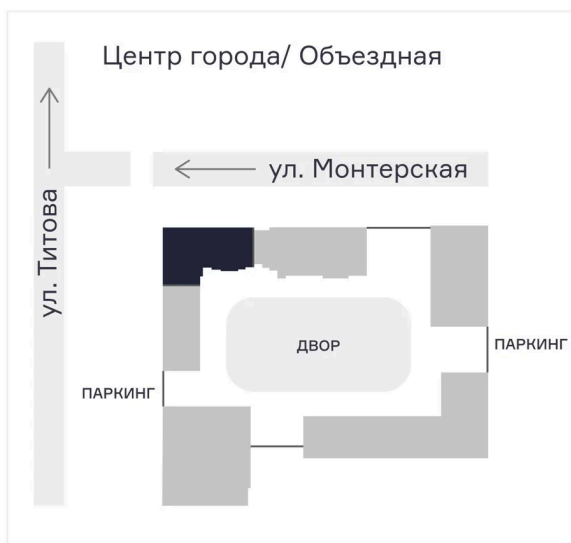 Центр города/ Объездная
ул. Монтерская
ул. Титова
ДВОР
ПАРКИНГ
ПАРКИНГ